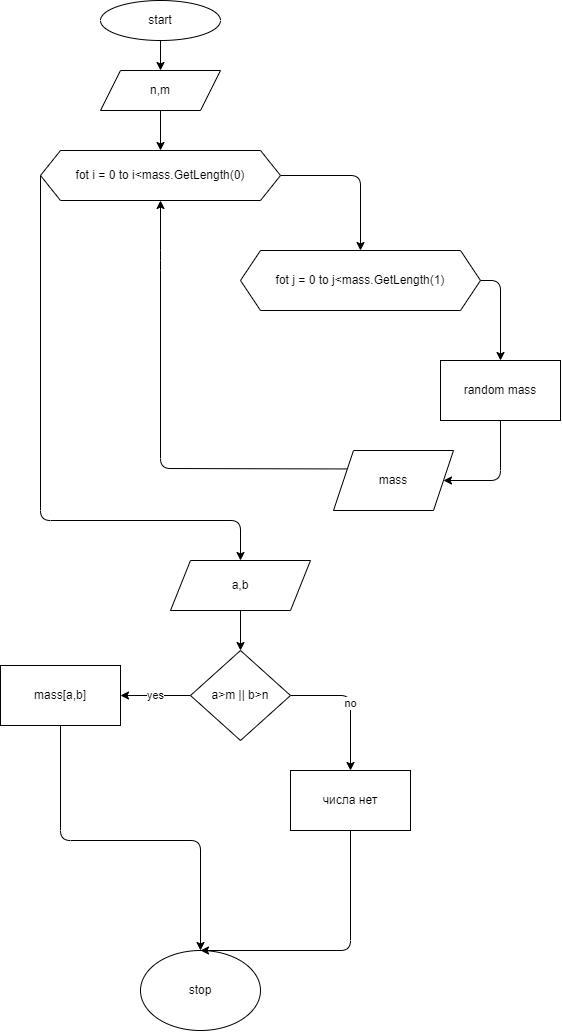 start
n,m
fot i = 0 to i<mass.GetLength(0)
fot j = 0 to j<mass.GetLength(1)
random mass
mass
a,b
a>m || b>n
yes
no
mass[a,b]
числа нет
stop